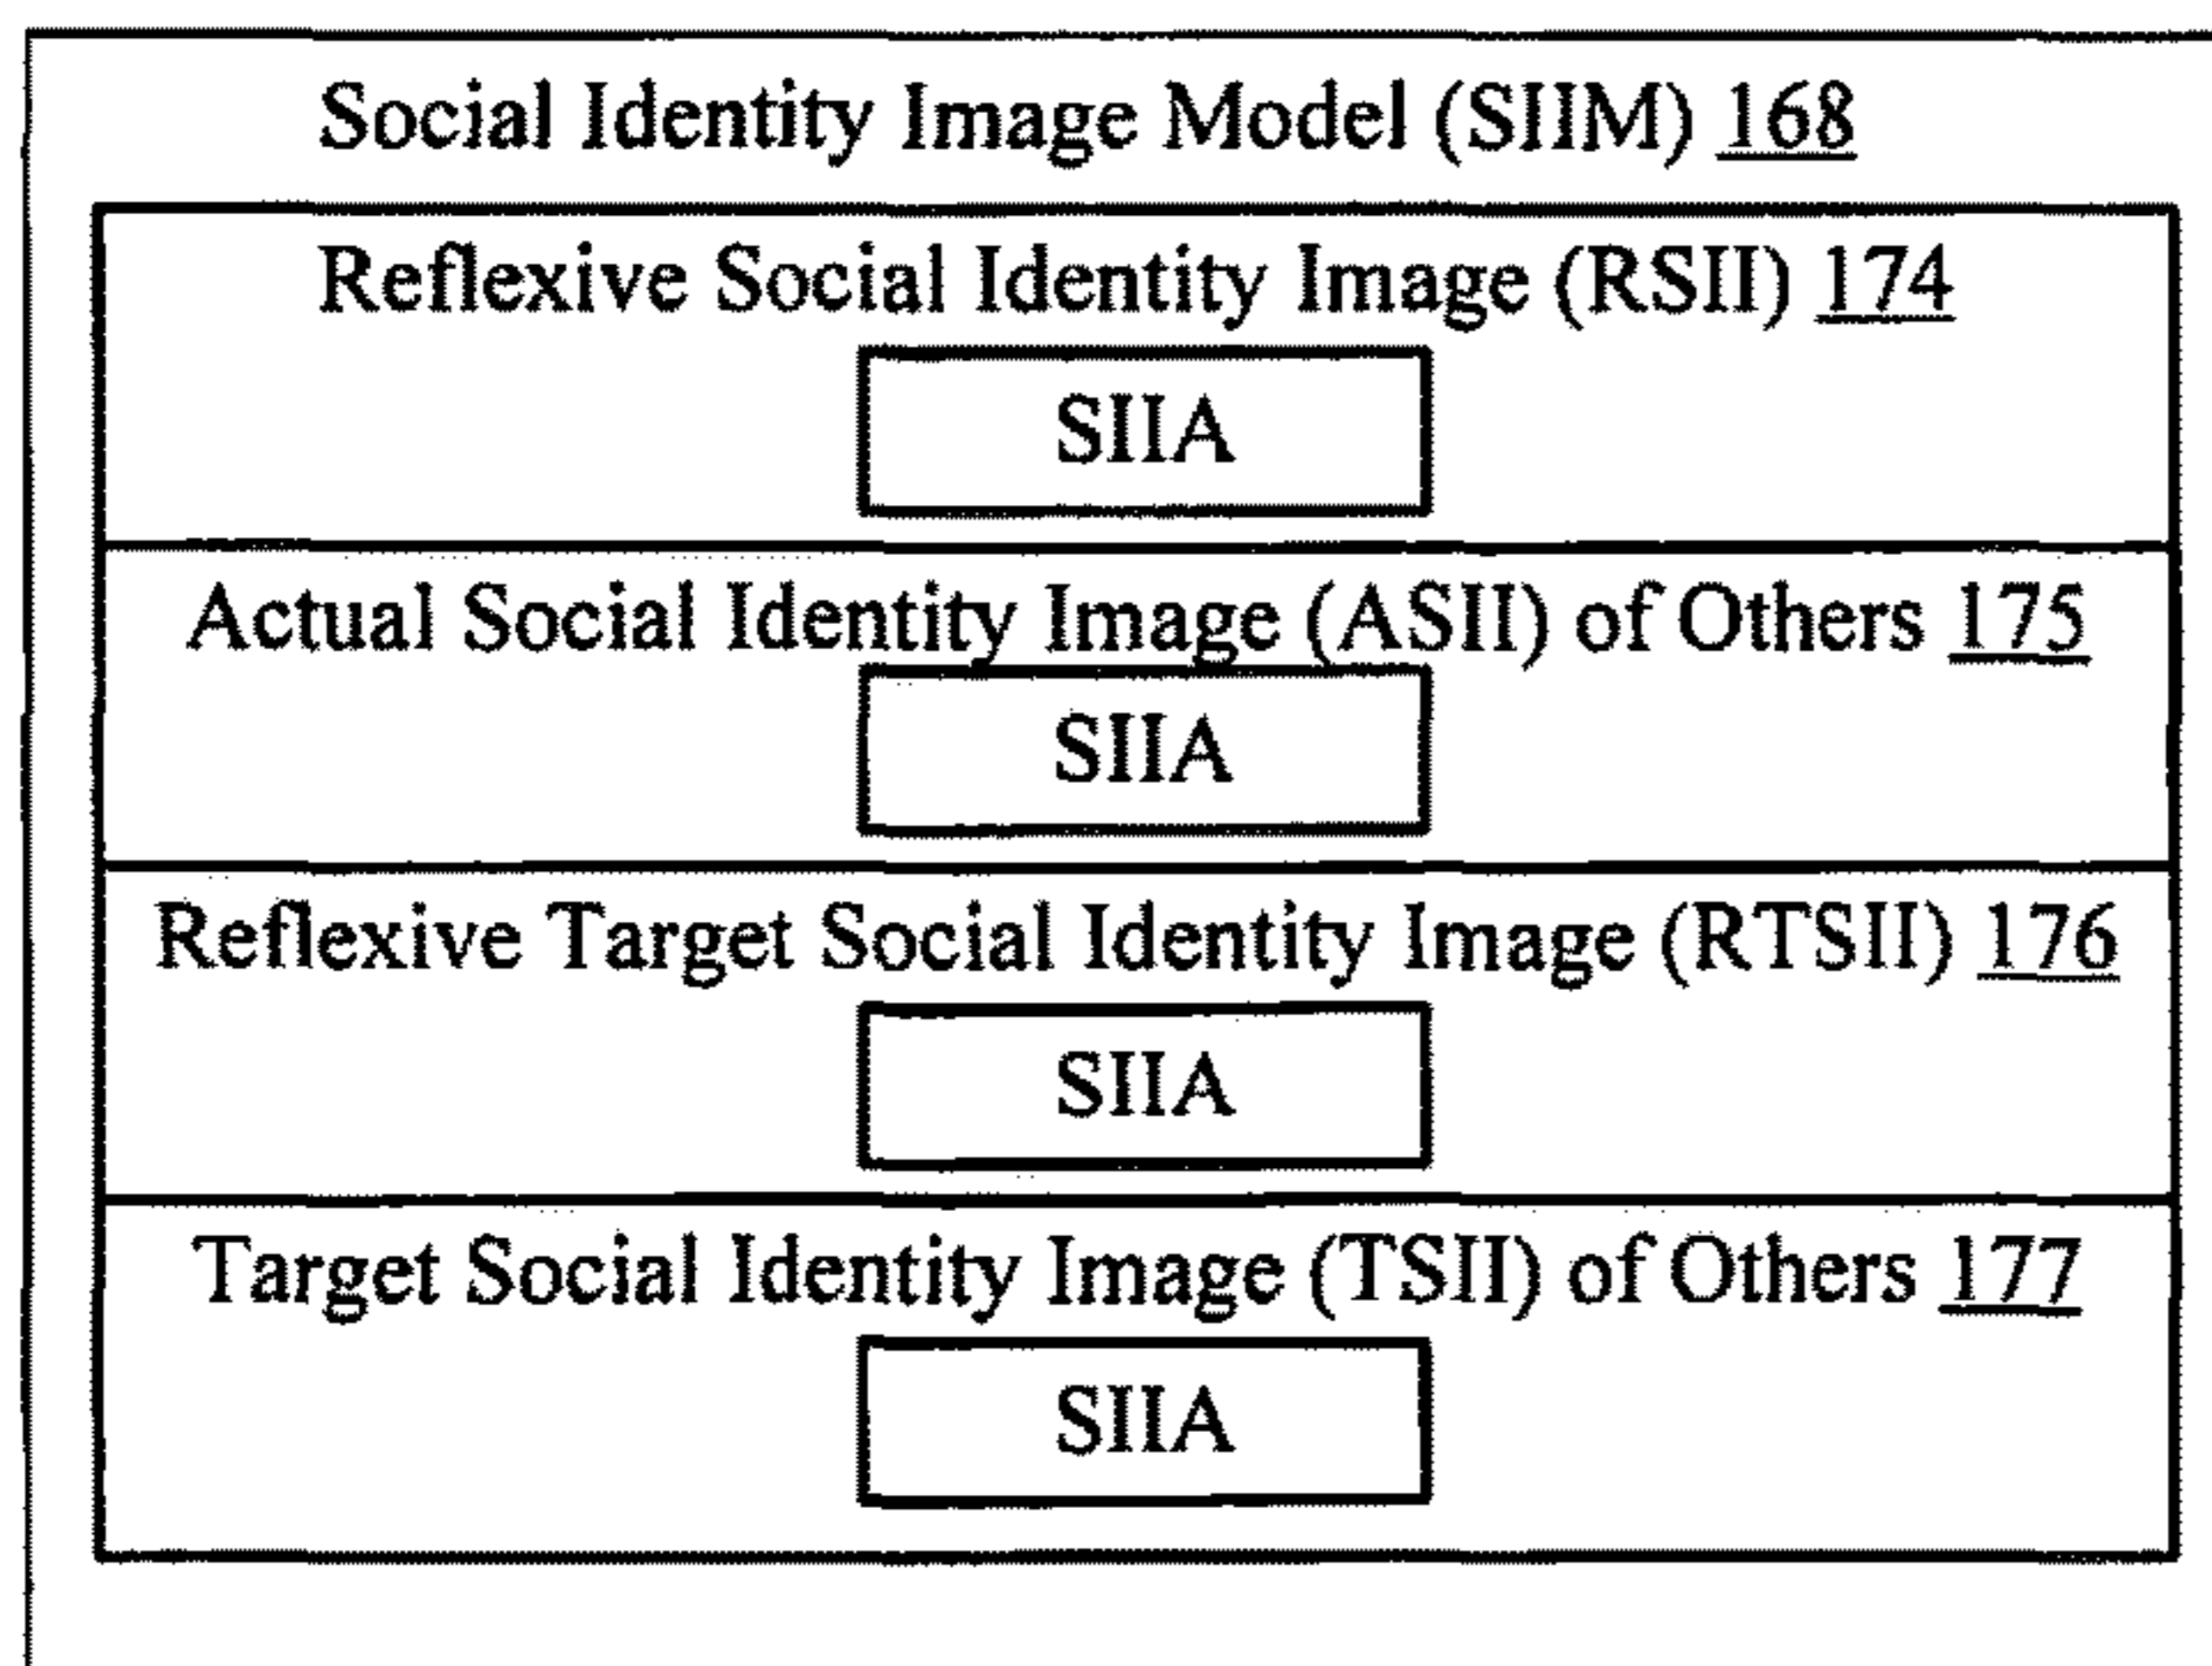 Social Identity Image Model (SIIM) 168
Reflexive Social Identity Image (RSII) 174
SIIA
Actual Social Identity Image (ASII) of Others 175
SIIA
Reflexive Target Social Identity Image (RTSII) 176
SIIA
Target Social Identity Image (TSII) of Others 177
SIIA